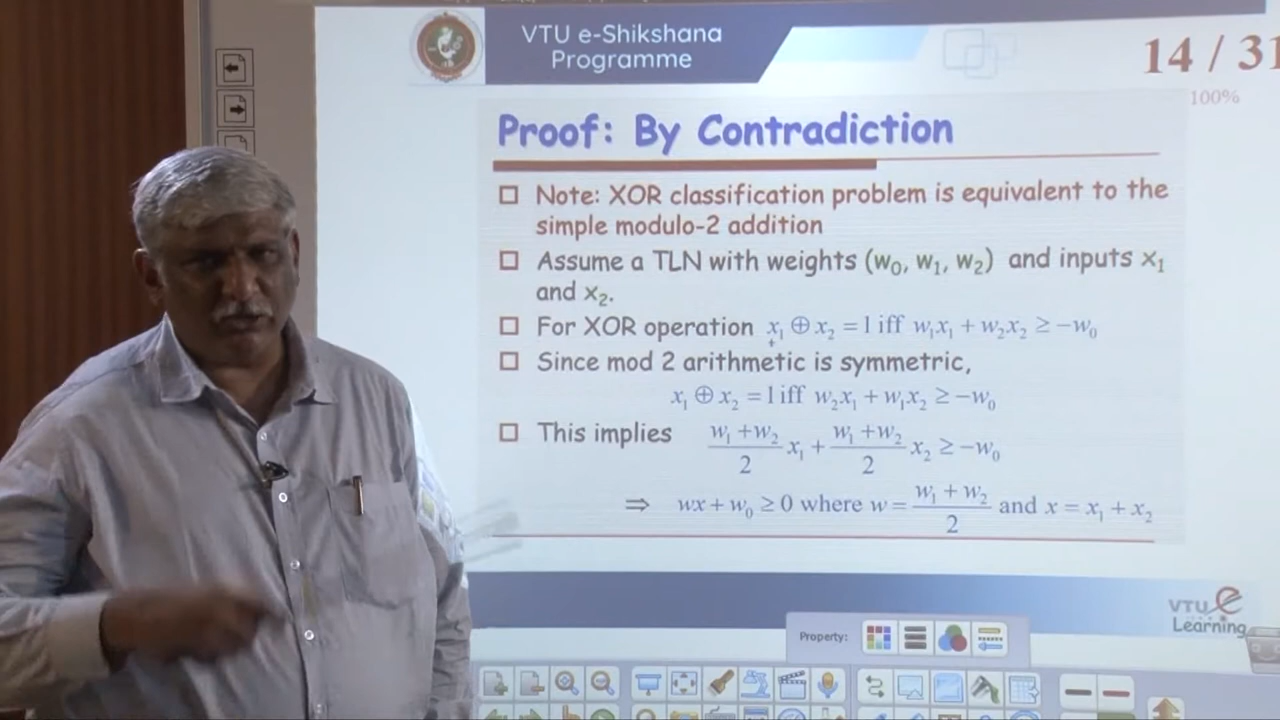 VTU e-Shikshana
Programme
14 / 31
100%
Proof: By Contradiction
Note: XOR classification problem is equivalent to the
simple modulo-2 addition
Assume a TLN with weights (w₀, w₁, w₂) and inputs x₁
and x₂.
For XOR operation x₁ ⊕ x₂ = 1 iff w₁x₁ + w₂x₂ ≥ −w₀
Since mod 2 arithmetic is symmetric,
x₁ ⊕ x₂ = 1 iff w₂x₁ + w₁x₂ ≥ −w₀
This implies (w₁ + w₂)/2 x₁ + (w₁ + w₂)/2 x₂ ≥ −w₀
⇒ wx + w₀ ≥ 0 where w = (w₁ + w₂)/2 and x = x₁ + x₂
VTU e
Learning
Property: